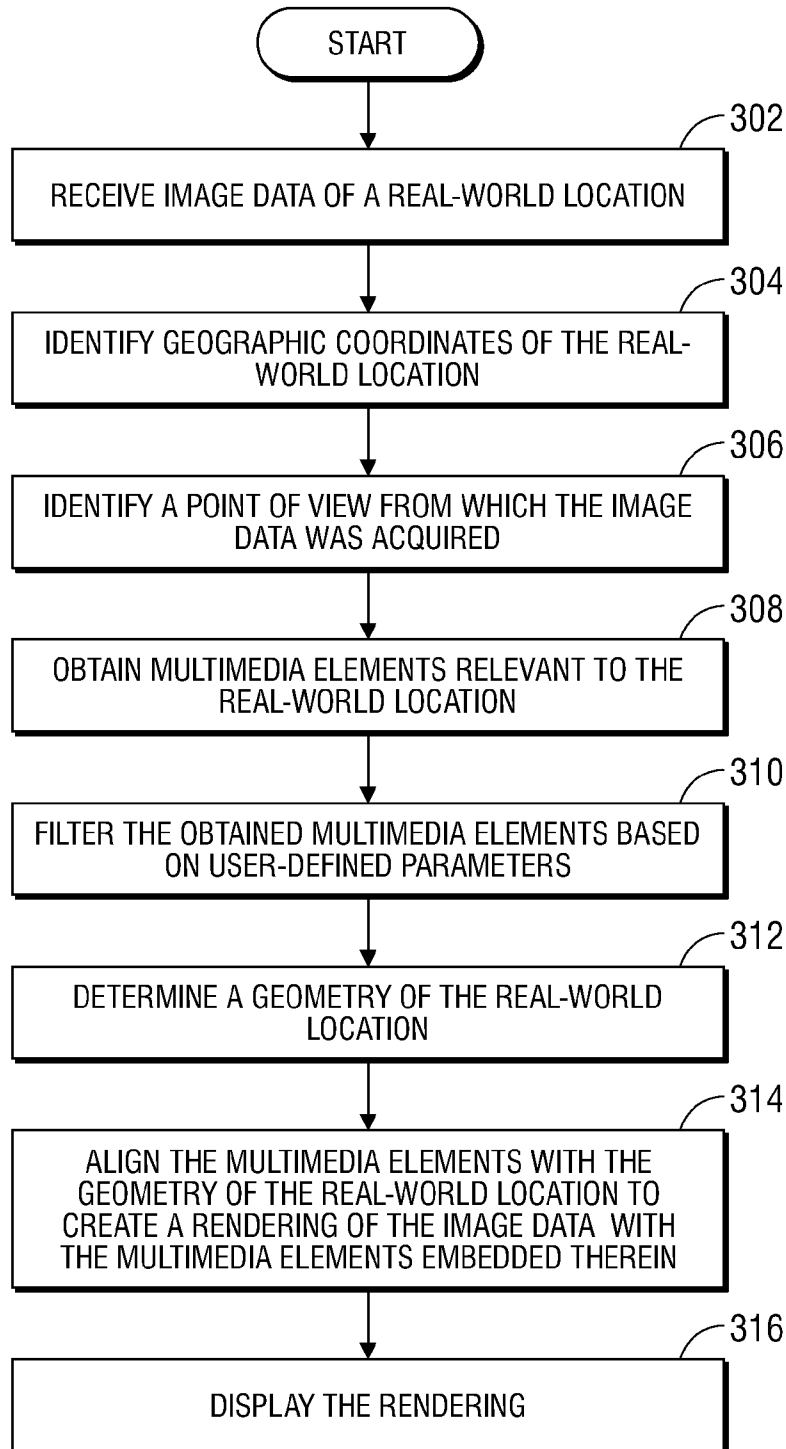 START
302
RECEIVE IMAGE DATA OF A REAL-WORLD LOCATION
304
IDENTIFY GEOGRAPHIC COORDINATES OF THE REAL-
WORLD LOCATION
306
IDENTIFY A POINT OF VIEW FROM WHICH THE IMAGE
DATA WAS ACQUIRED
308
OBTAIN MULTIMEDIA ELEMENTS RELEVANT TO THE
REAL-WORLD LOCATION
310
FILTER THE OBTAINED MULTIMEDIA ELEMENTS BASED
ON USER-DEFINED PARAMETERS
312
DETERMINE A GEOMETRY OF THE REAL-WORLD
LOCATION
314
ALIGN THE MULTIMEDIA ELEMENTS WITH THE
GEOMETRY OF THE REAL-WORLD LOCATION TO
CREATE A RENDERING OF THE IMAGE DATA WITH
THE MULTIMEDIA ELEMENTS EMBEDDED THEREIN
316
DISPLAY THE RENDERING